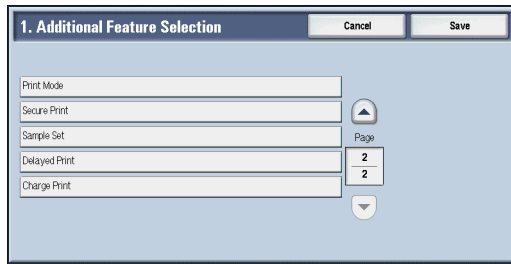 1. Additional Feature Selection
Cancel
Save
Print Mode
Secure Print
Sample Set
Delayed Print
Charge Print
Page
2
2